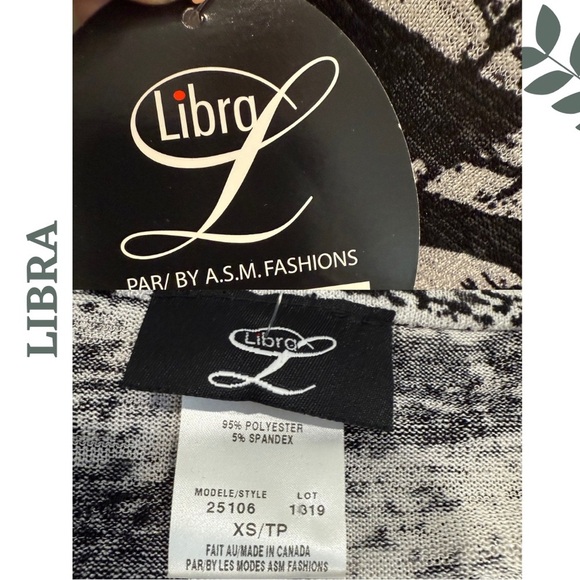 LIBRA
Libra
L
PAR/ BY A.S.M. FASHIONS
Libra
L
95% POLYESTER
5% SPANDEX
MODELE/STYLE LOT
25106 1319
XS/TP
FAIT AU/MADE IN CANADA
PAR/BY LES MODES ASM FASHIONS